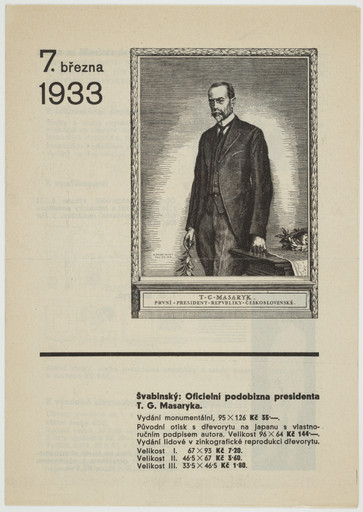 7. března
1933
T·G·MASARYK.
PRVNÍ·PRESIDENT·REPVBLIKY·ČESKOSLOVENSKÉ.
Švabinský: Oficielní podobizna presidenta
T. G. Masaryka.
Vydání monumentální, 95×126 Kč 55·—.
Původní otisk s dřevorytu na japanu s vlastno-
ručním podpisem autora. Velikost 96×64 Kč 144·—.
Vydání lidově v zinkografické reprodukci dřevorytu.
Velikost I. 67×93 Kč 7·20.
Velikost II. 46·5×67 Kč 3·60.
Velikost III. 33·5×46·5 Kč 1·80.